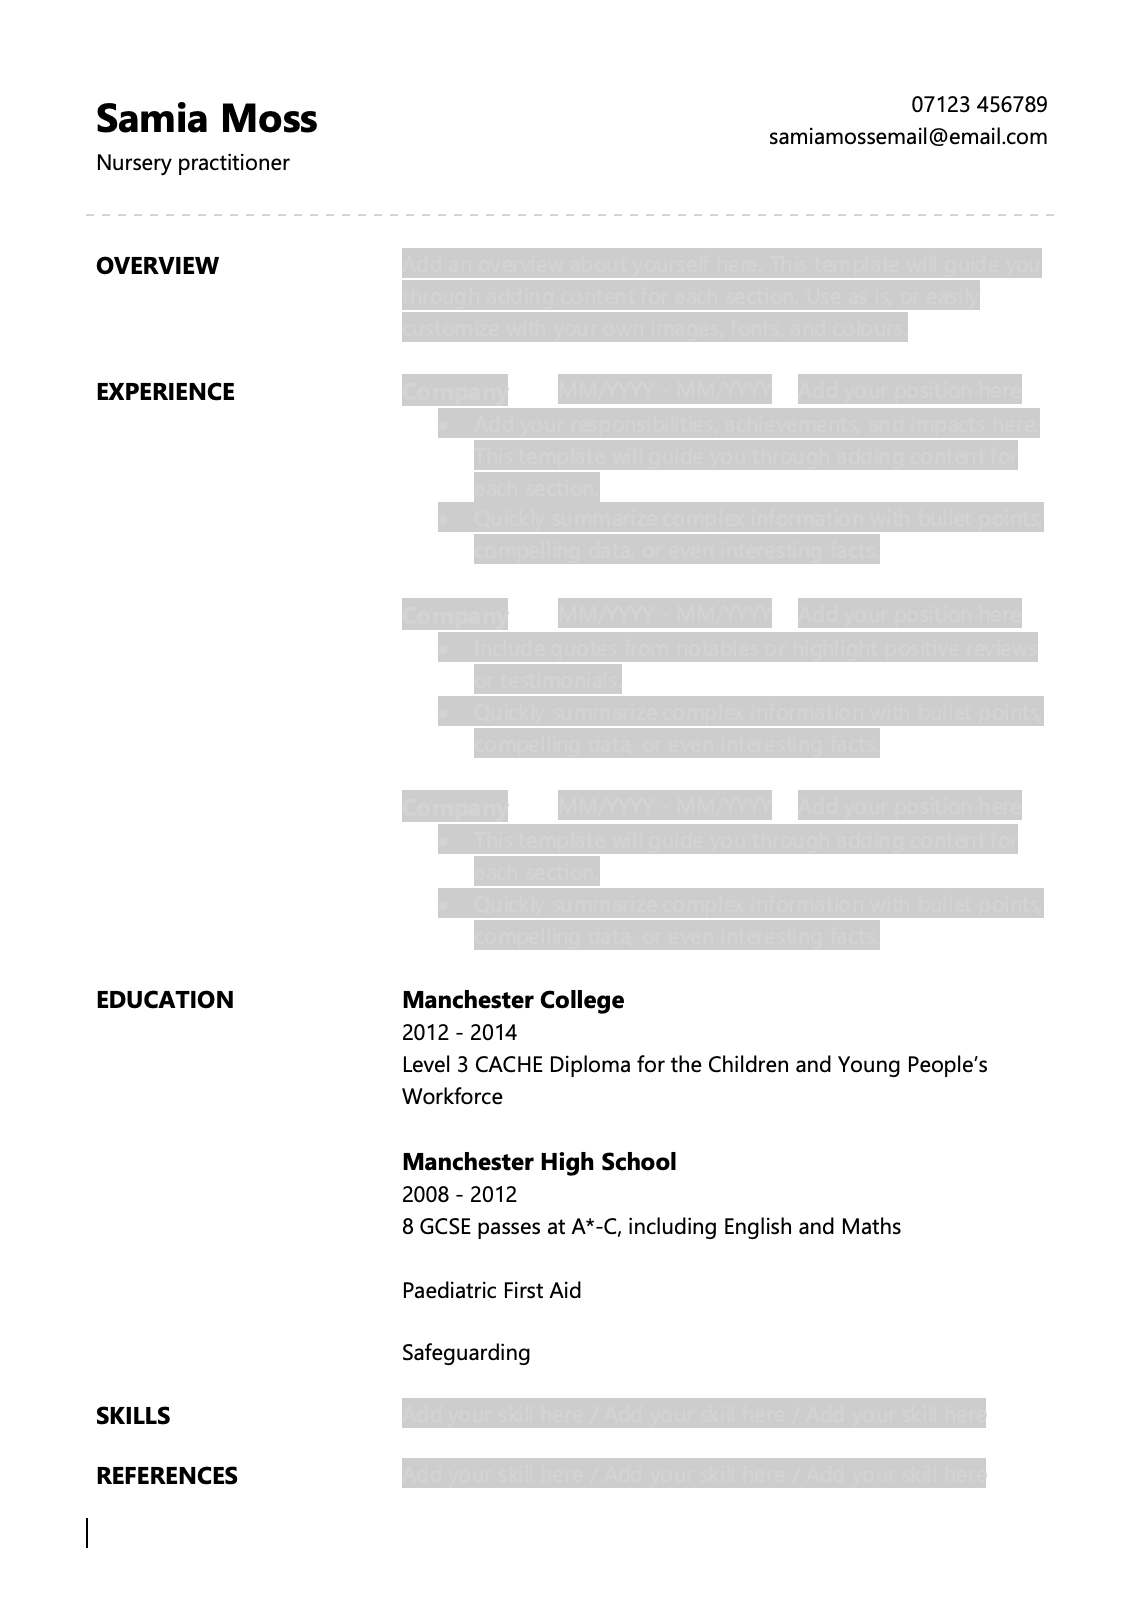 Samia Moss
Nursery practitioner
07123 456789
samiamossemail@email.com
OVERVIEW
Add an overview about yourself here. This template will guide you
through adding content for each section. Use as is, or easily
customize with your own images, fonts, and colours.
EXPERIENCE
Company MM/YYYY - MM/YYYY Add your position here
• Add your responsibilities, achievements, and impacts here.
This template will guide you through adding content for
each section.
• Quickly summarize complex information with bullet points,
compelling data, or even interesting facts.
Company MM/YYYY - MM/YYYY Add your position here
• Include quotes from notables or highlight positive reviews
or testimonials.
• Quickly summarize complex information with bullet points,
compelling data, or even interesting facts.
Company MM/YYYY - MM/YYYY Add your position here
• This template will guide you through adding content for
each section.
• Quickly summarize complex information with bullet points,
compelling data, or even interesting facts.
EDUCATION
Manchester College
2012 - 2014
Level 3 CACHE Diploma for the Children and Young People’s
Workforce
Manchester High School
2008 - 2012
8 GCSE passes at A*-C, including English and Maths
Paediatric First Aid
Safeguarding
SKILLS
Add your skill here / Add your skill here / Add your skill here
REFERENCES
Add your skill here / Add your skill here / Add your skill here